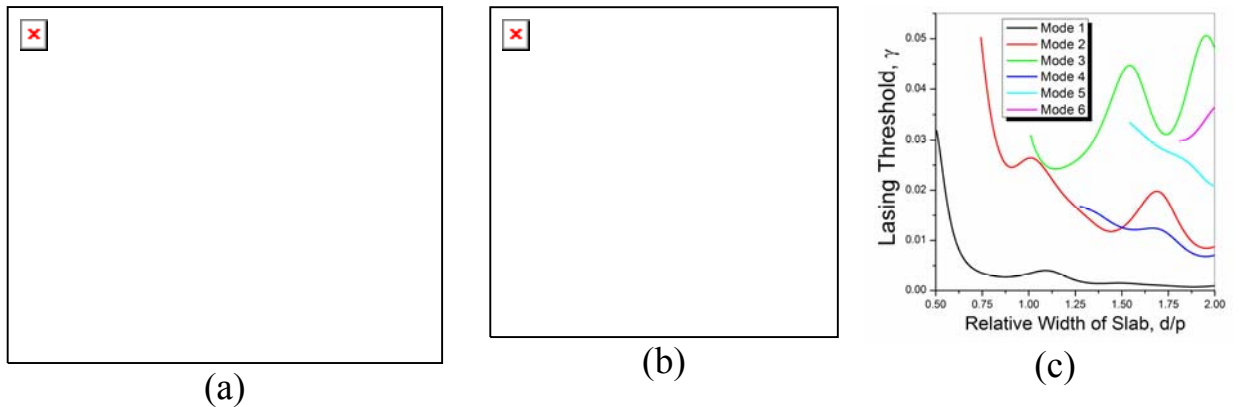 Mode 1
Mode 2
Mode 3
Mode 4
Mode 5
Mode 6
Lasing Threshold, γ
0.05
0.04
0.03
0.02
0.01
0.00
0.50 0.75 1.00 1.25 1.50 1.75 2.00
Relative Width of Slab, d/p
(a)
(b)
(c)